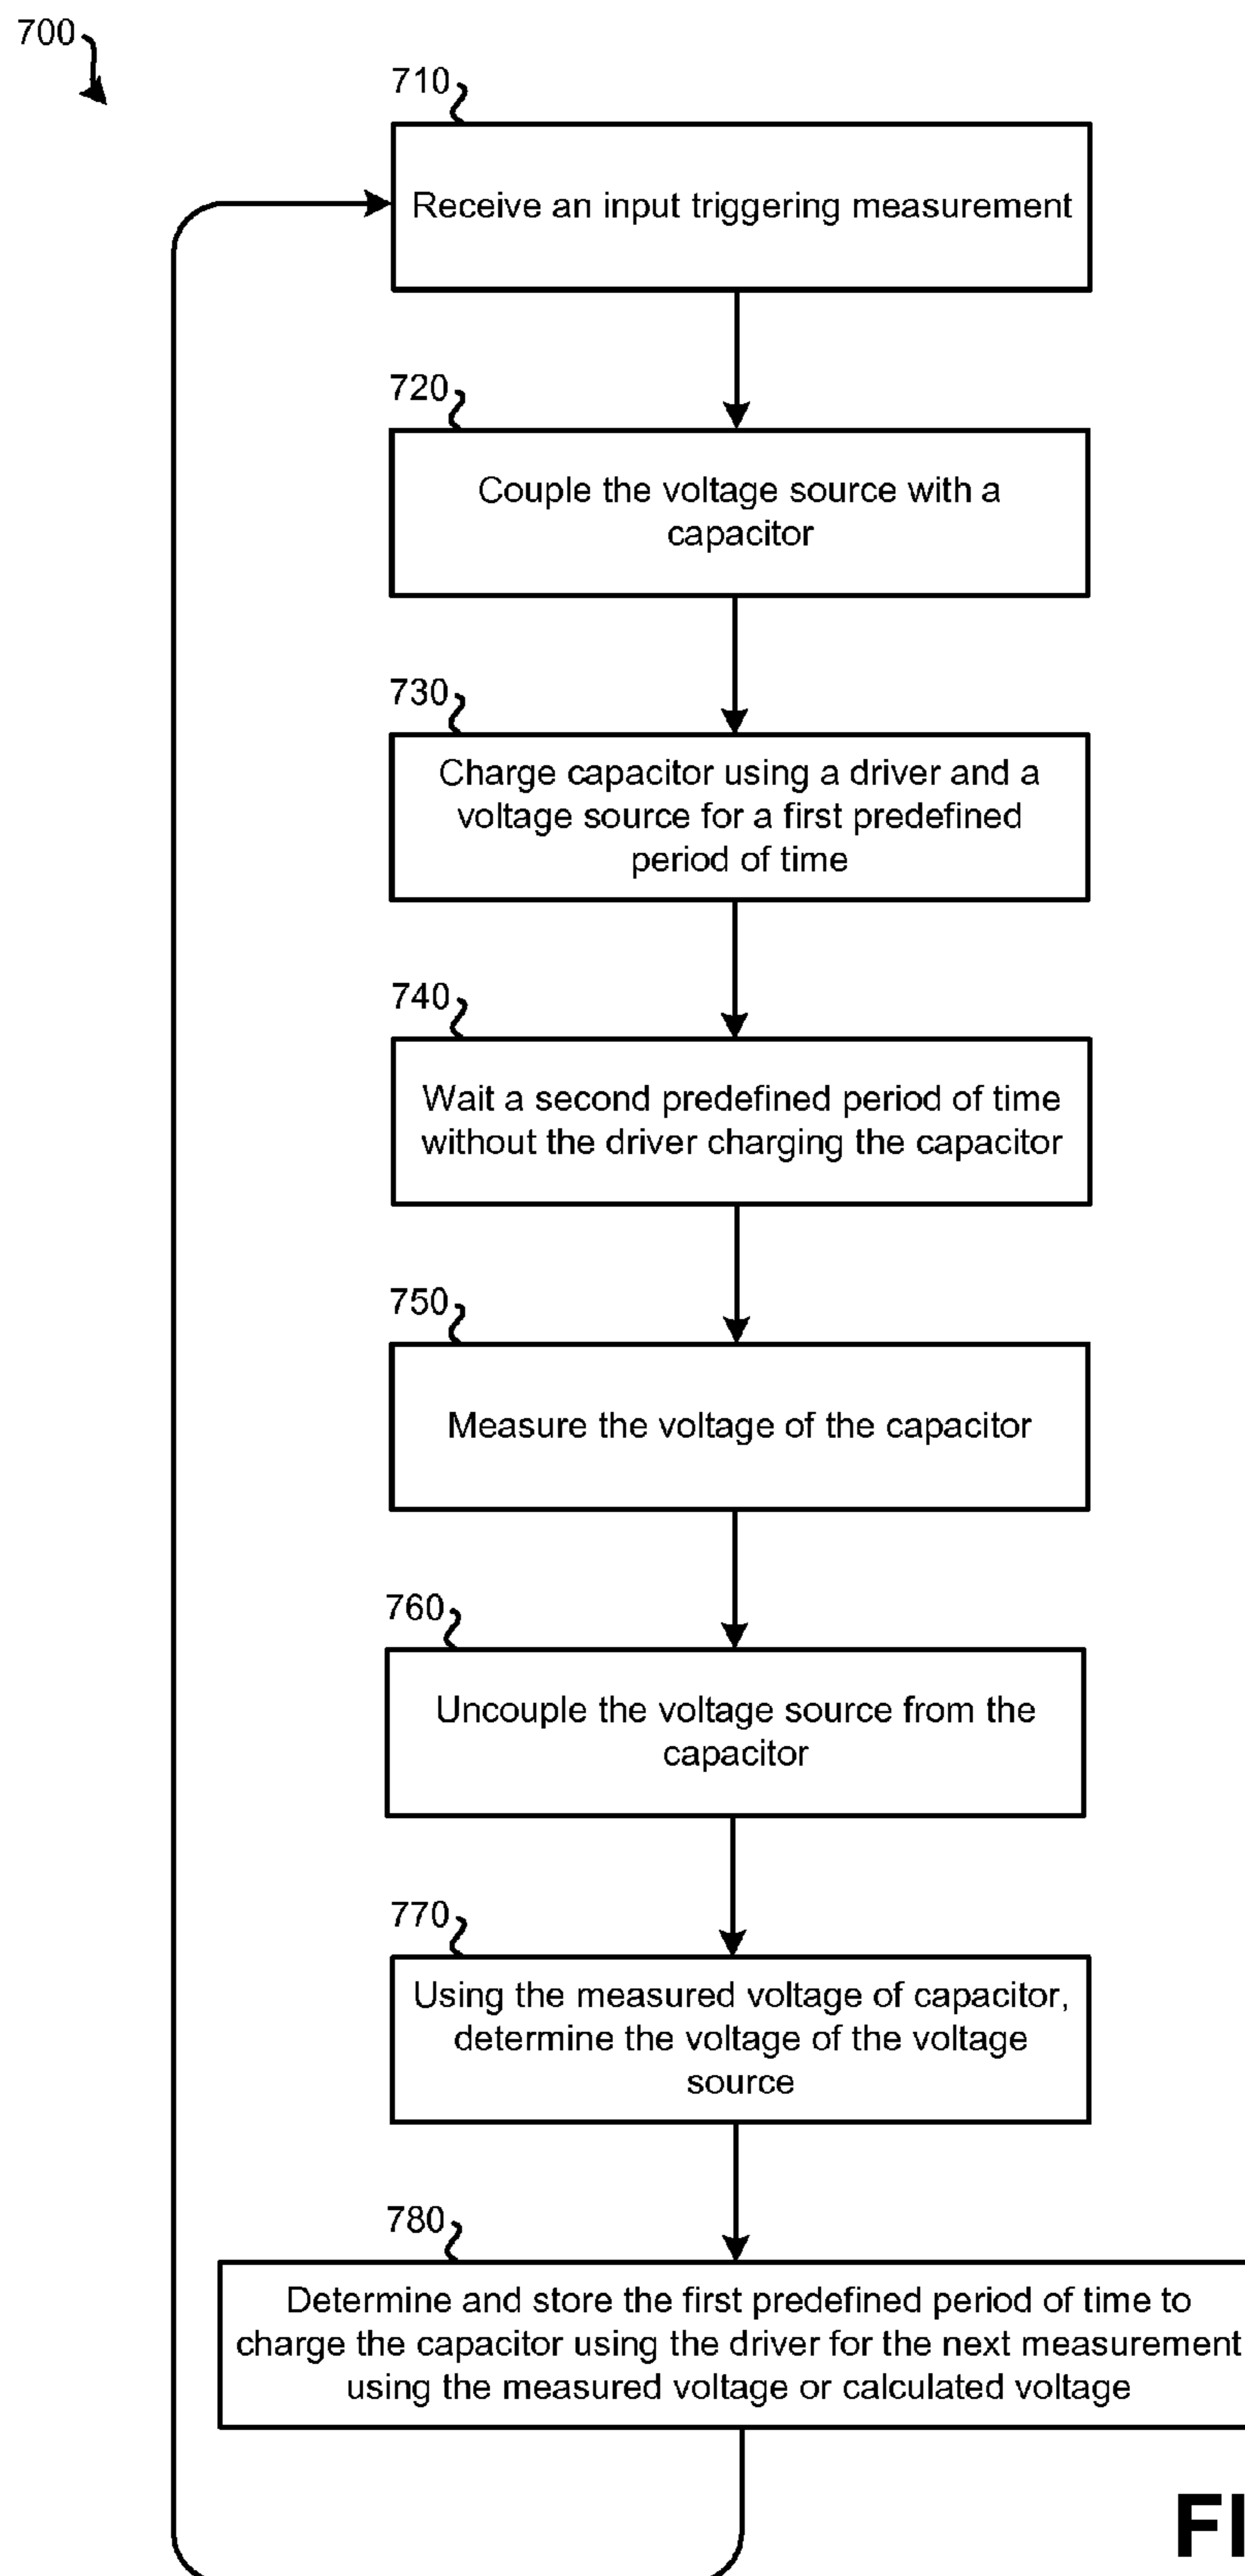 700
710
Receive an input triggering measurement
720
Couple the voltage source with a
capacitor
730
Charge capacitor using a driver and a
voltage source for a first predefined
period of time
740
Wait a second predefined period of time
without the driver charging the capacitor
750
Measure the voltage of the capacitor
760
Uncouple the voltage source from the
capacitor
770
Using the measured voltage of capacitor,
determine the voltage of the voltage
source
780
Determine and store the first predefined period of time to
charge the capacitor using the driver for the next measurement
using the measured voltage or calculated voltage
FI